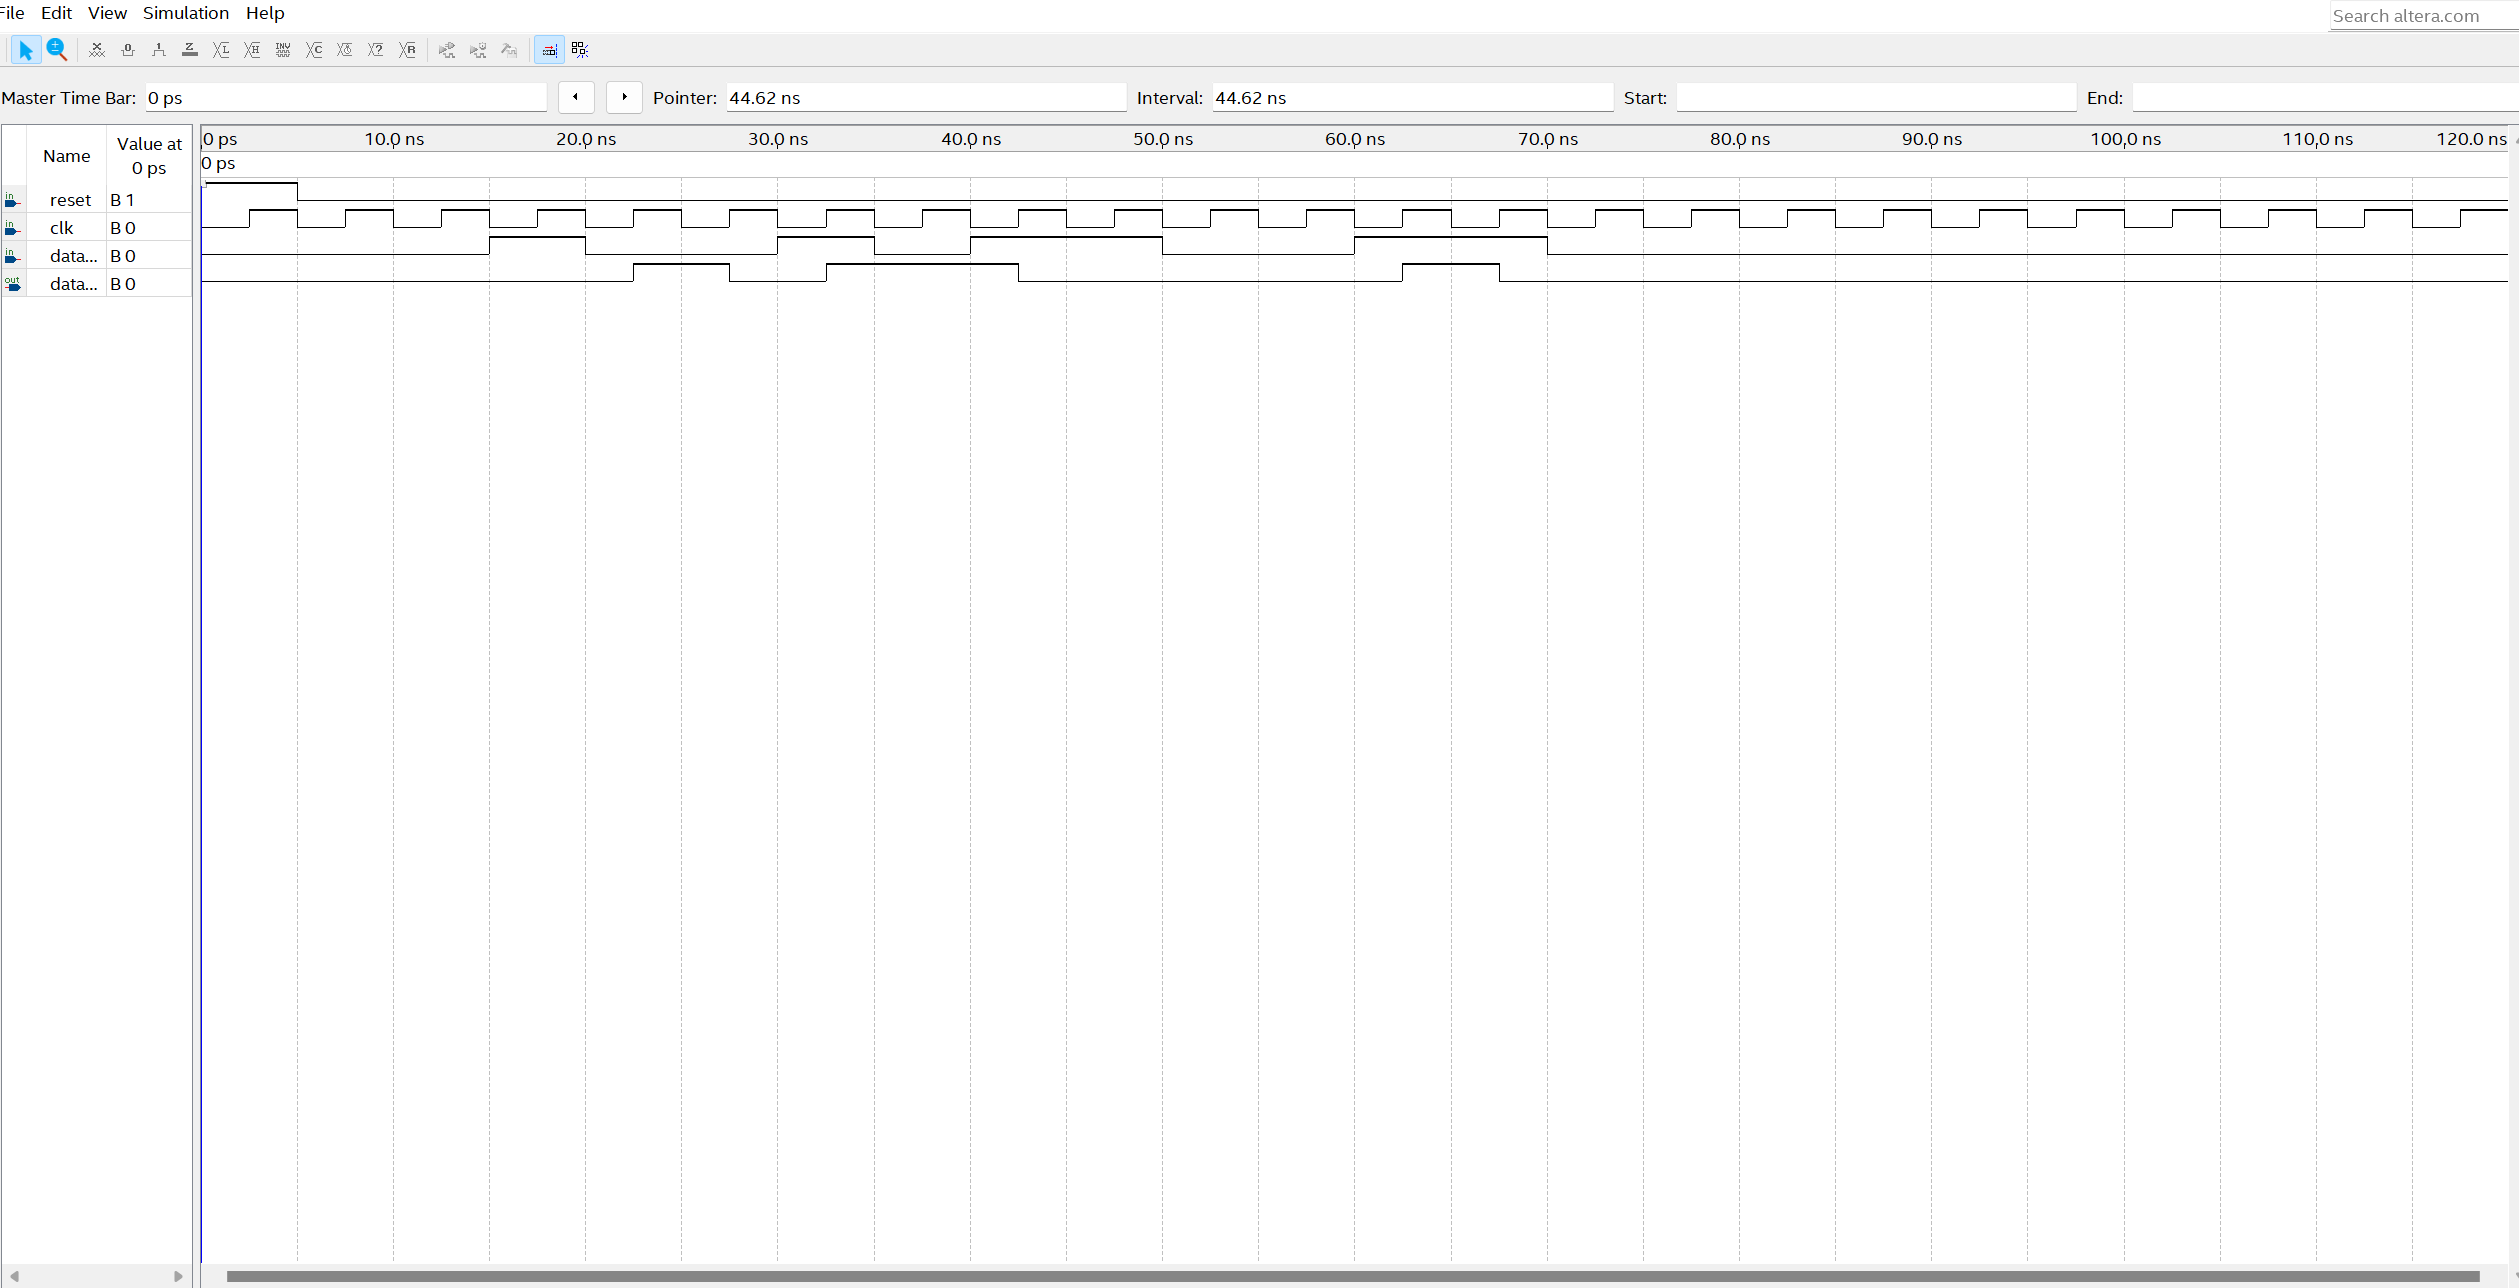 File Edit View Simulation Help
Search altera.com
Master Time Bar: 0 ps Pointer: 44.62 ns Interval: 44.62 ns Start: End:
Name Value at 0 ps
0 ps 10.0 ns 20.0 ns 30.0 ns 40.0 ns 50.0 ns 60.0 ns 70.0 ns 80.0 ns 90.0 ns 100.0 ns 110.0 ns 120.0 ns
0 ps
in reset B 1
in clk B 0
in data... B 0
out data... B 0